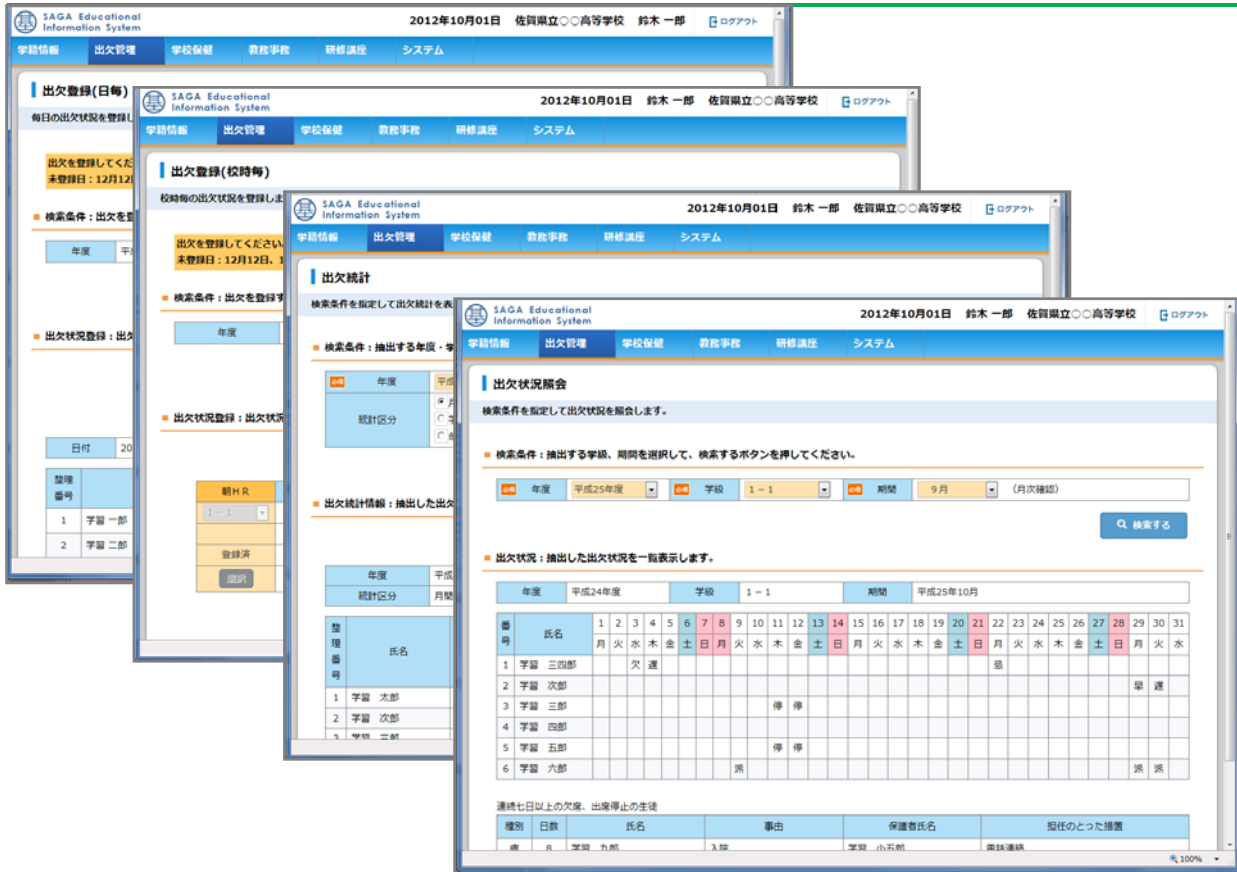 SAGA Educational
Information System
2012年10月01日 佐賀県立○○高等学校 鈴木 一郎 ログアウト
学籍情報 出欠管理 学校保健 教務事務 研修講座 システム
出欠登録(日毎)
毎日の出欠状況を登録し
出欠を登録してくだ
未登録日：12月12
検索条件：出欠を登
年度 平
出欠状況登録：出欠
日付 20
整理
番号
1 学習 一郎
2 学習 二郎
SAGA Educational
Information System
2012年10月01日 鈴木 一郎 佐賀県立○○高等学校 ログアウト
学籍情報 出欠管理 学校保健 教務事務 研修講座 システム
出欠登録(校時毎)
校時毎の出欠状況を登録しま
出欠を登録してください
未登録日：12月12日、1
検索条件：出欠を登録す
年度
出欠状況登録：出欠状況
朝HR
1－1
登録済
選択
SAGA Educational
Information System
2012年10月01日 鈴木 一郎 佐賀県立○○高等学校 ログアウト
学籍情報 出欠管理 学校保健 教務事務 研修講座 システム
出欠統計
検索条件を指定して出欠統計を表
検索条件：抽出する年度・学
必須 年度 平成
統計区分 月
出欠統計情報：抽出した出欠
年度 平成
統計区分 月間
整理番号 氏名
1 学習 太郎
2 学習 次郎
3 学習 三郎
SAGA Educational
Information System
2012年10月01日 鈴木 一郎 佐賀県立○○高等学校 ログアウト
学籍情報 出欠管理 学校保健 教務事務 研修講座 システム
出欠状況照会
検索条件を指定して出欠状況を照会します。
検索条件：抽出する学級、期間を選択して、検索するボタンを押してください。
必須 年度 平成25年度 必須 学級 1－1 必須 期間 9月 (月次確認)
検索する
出欠状況：抽出した出欠状況を一覧表示します。
年度 平成24年度 学級 1－1 期間 平成25年10月
番号 氏名 1 2 3 4 5 6 7 8 9 10 11 12 13 14 15 16 17 18 19 20 21 22 23 24 25 26 27 28 29 30 31
月 火 水 木 金 土 日 月 火 水 木 金 土 日 月 火 水 木 金 土 日 月 火 水 木 金 土 日 月 火 水
1 学習 三四郎 欠 遅 忌
2 学習 次郎 早 遅
3 学習 三郎 停 停
4 学習 四郎
5 学習 五郎 停 停
6 学習 六郎 派 派 派
連続七日以上の欠席、出席停止の生徒
種別 日数 氏名 事由 保護者氏名 担任のとった措置
病 8 学習 九郎 入院 学習 小五郎 電話連絡
100%